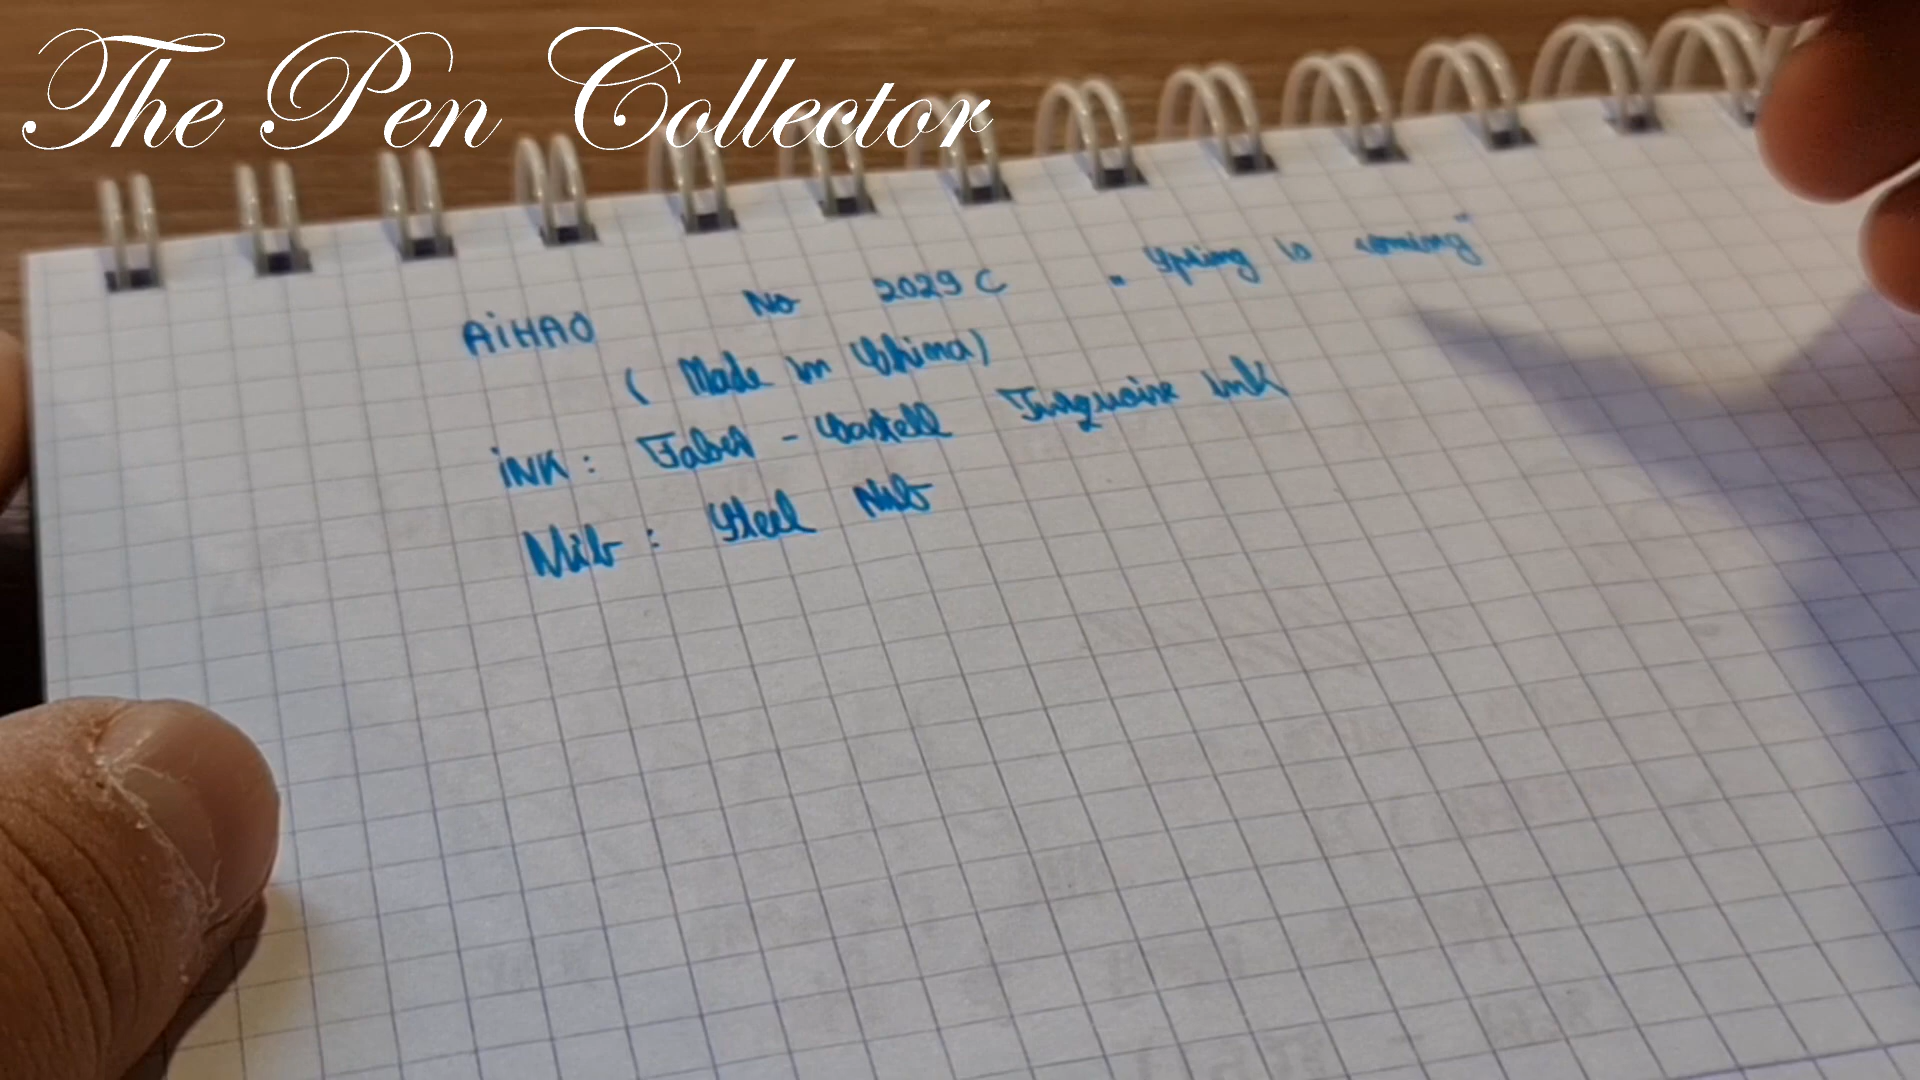 The Pen Collector
AiHAO No 2029 C „Spring is coming"
(Made in China)
iNK: Faber-Castell Turquoise ink
Nib: Steel Nib